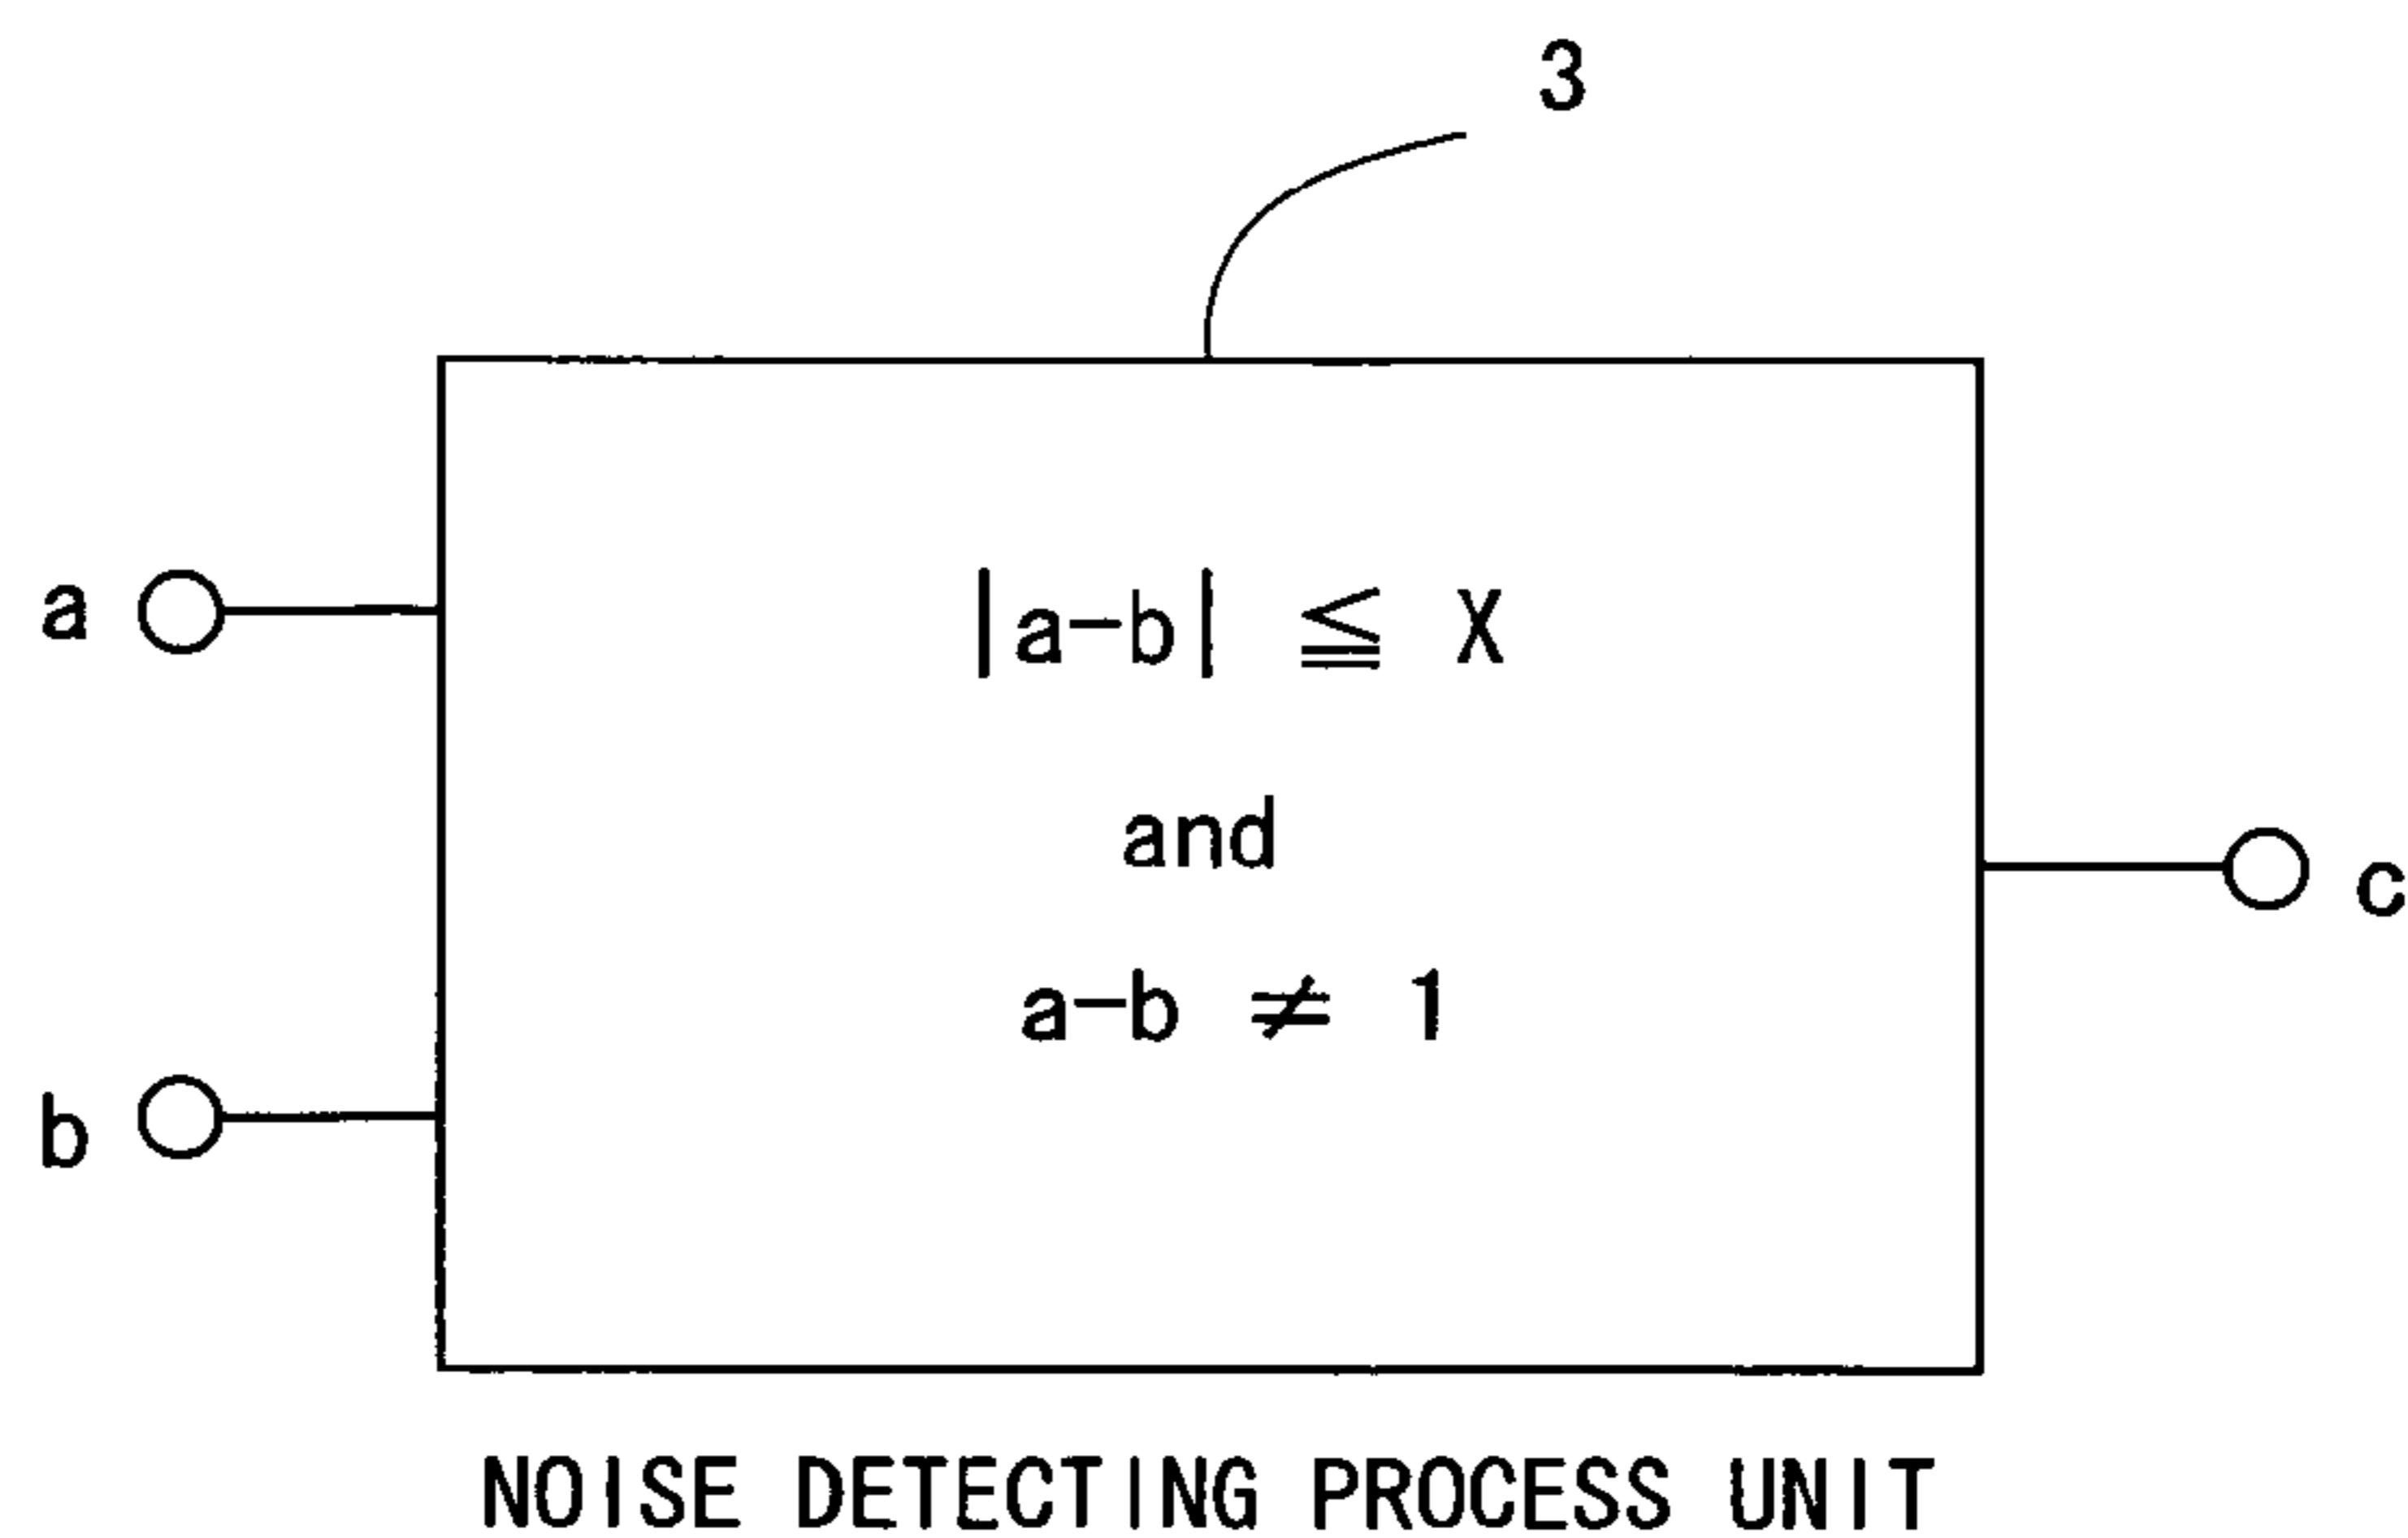 3
a
|a-b| ≦ X
and
c
a-b ≠ 1
b
NOISE DETECTING PROCESS UNIT